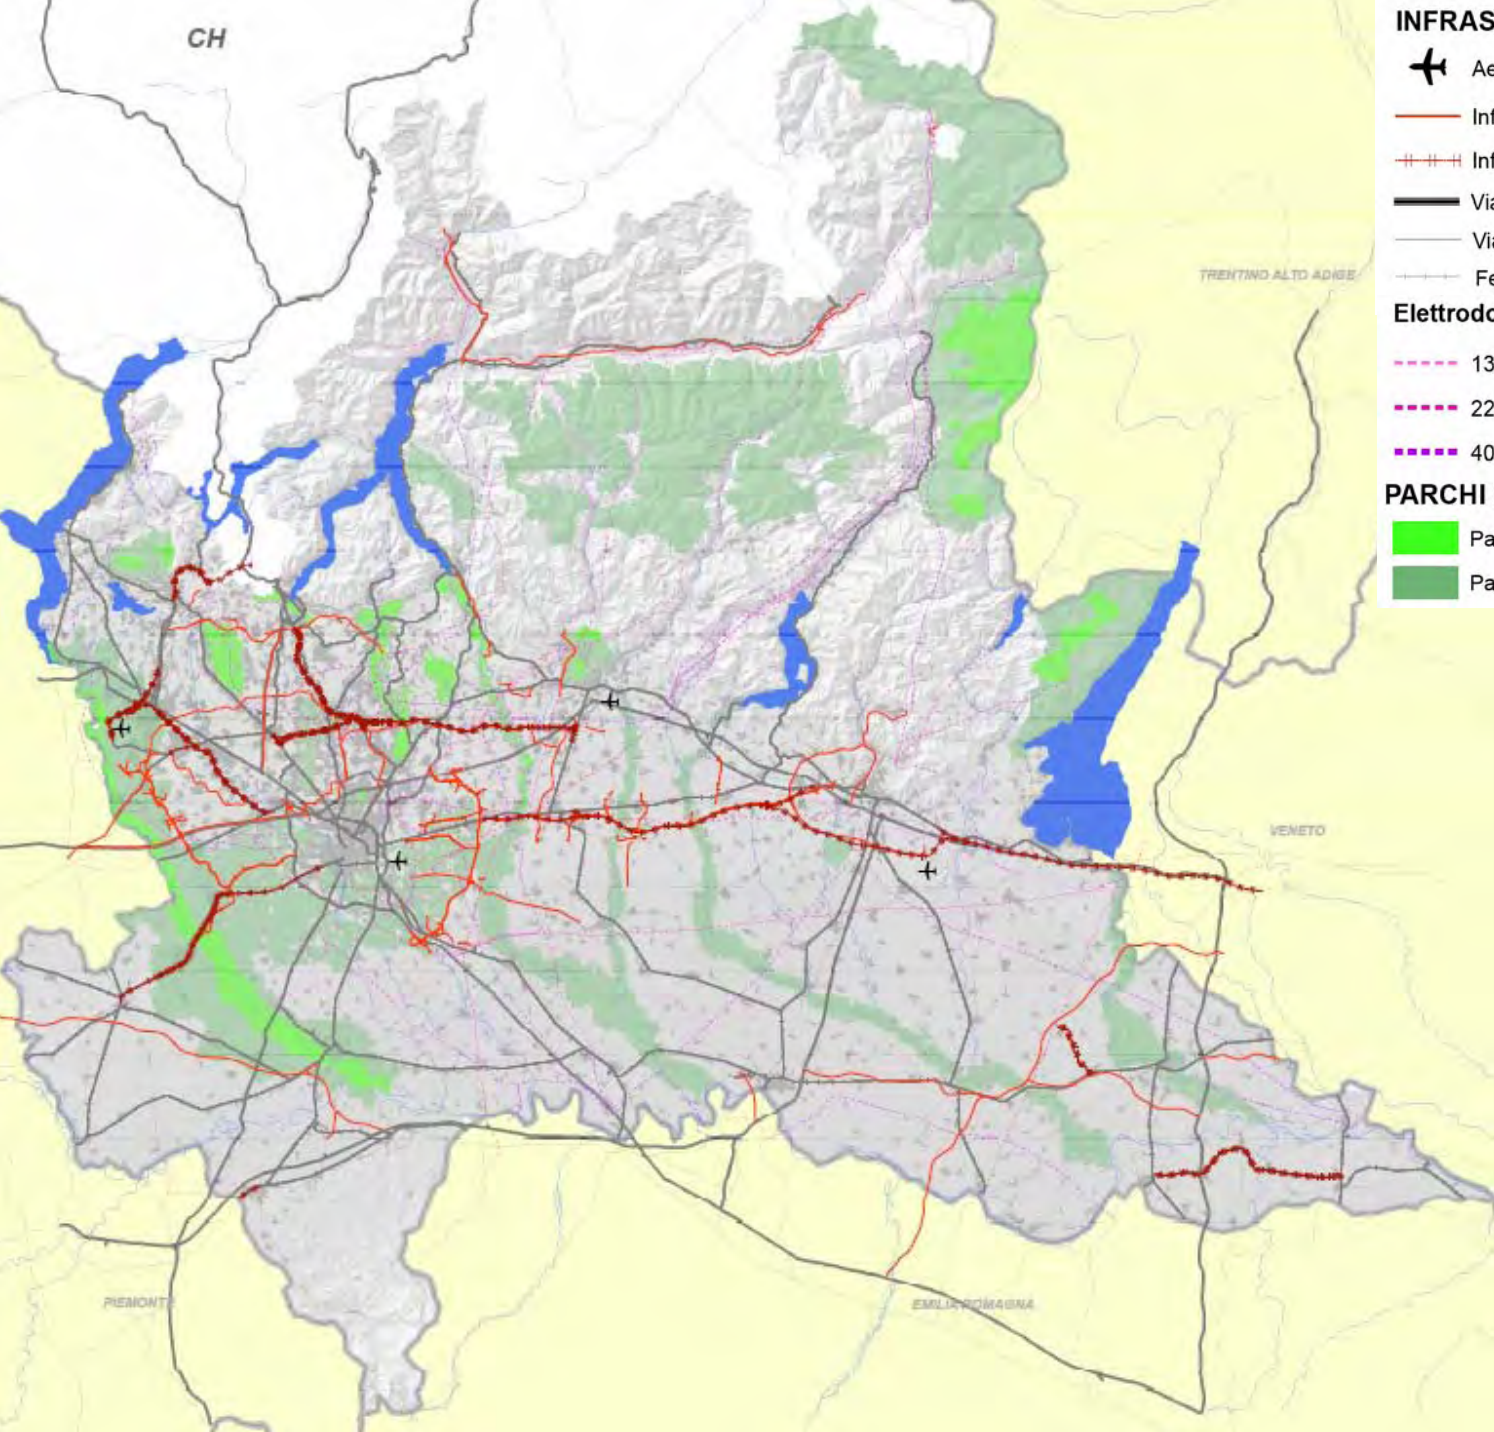 CH
TRENTINO ALTO ADIGE
VENETO
PIEMONTE
EMILIA ROMAGNA
INFRAS
Ae
Inf
Inf
Via
Via
Fe
Elettrodo
13
22
40
PARCHI
Pa
Pa